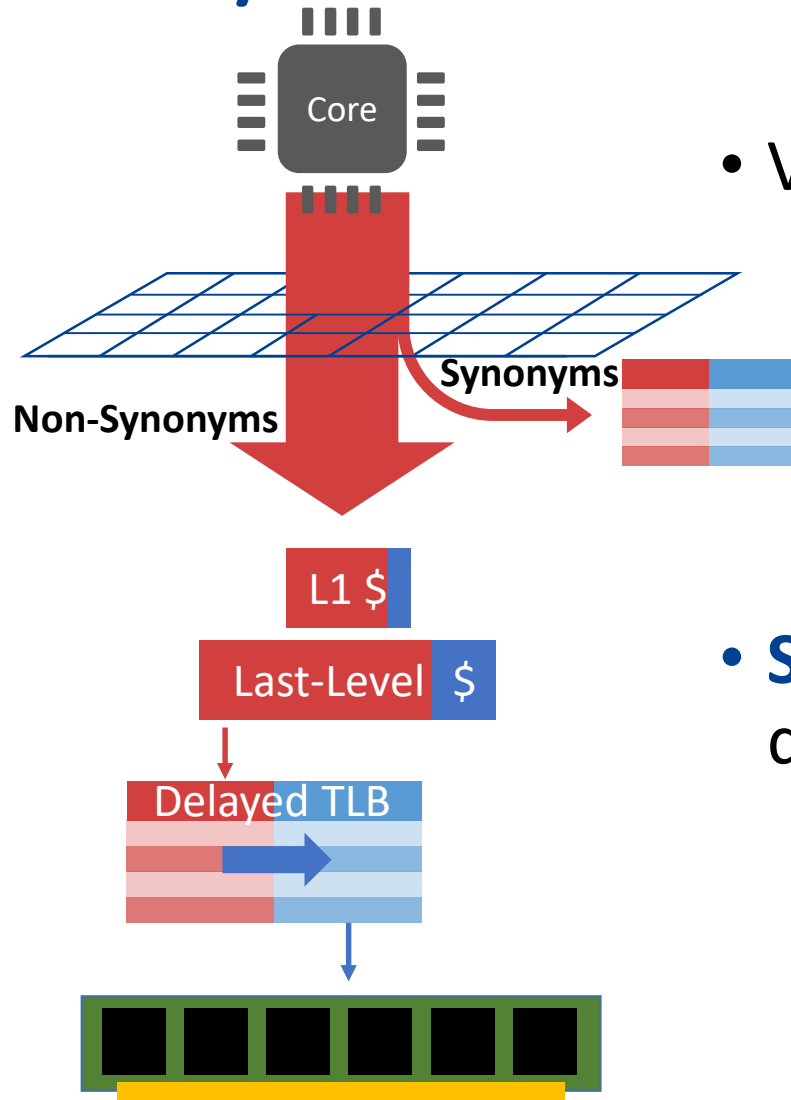 Core
• V
Synonyms
Non-Synonyms
L1 $
• S
Last-Level $
Delayed TLB